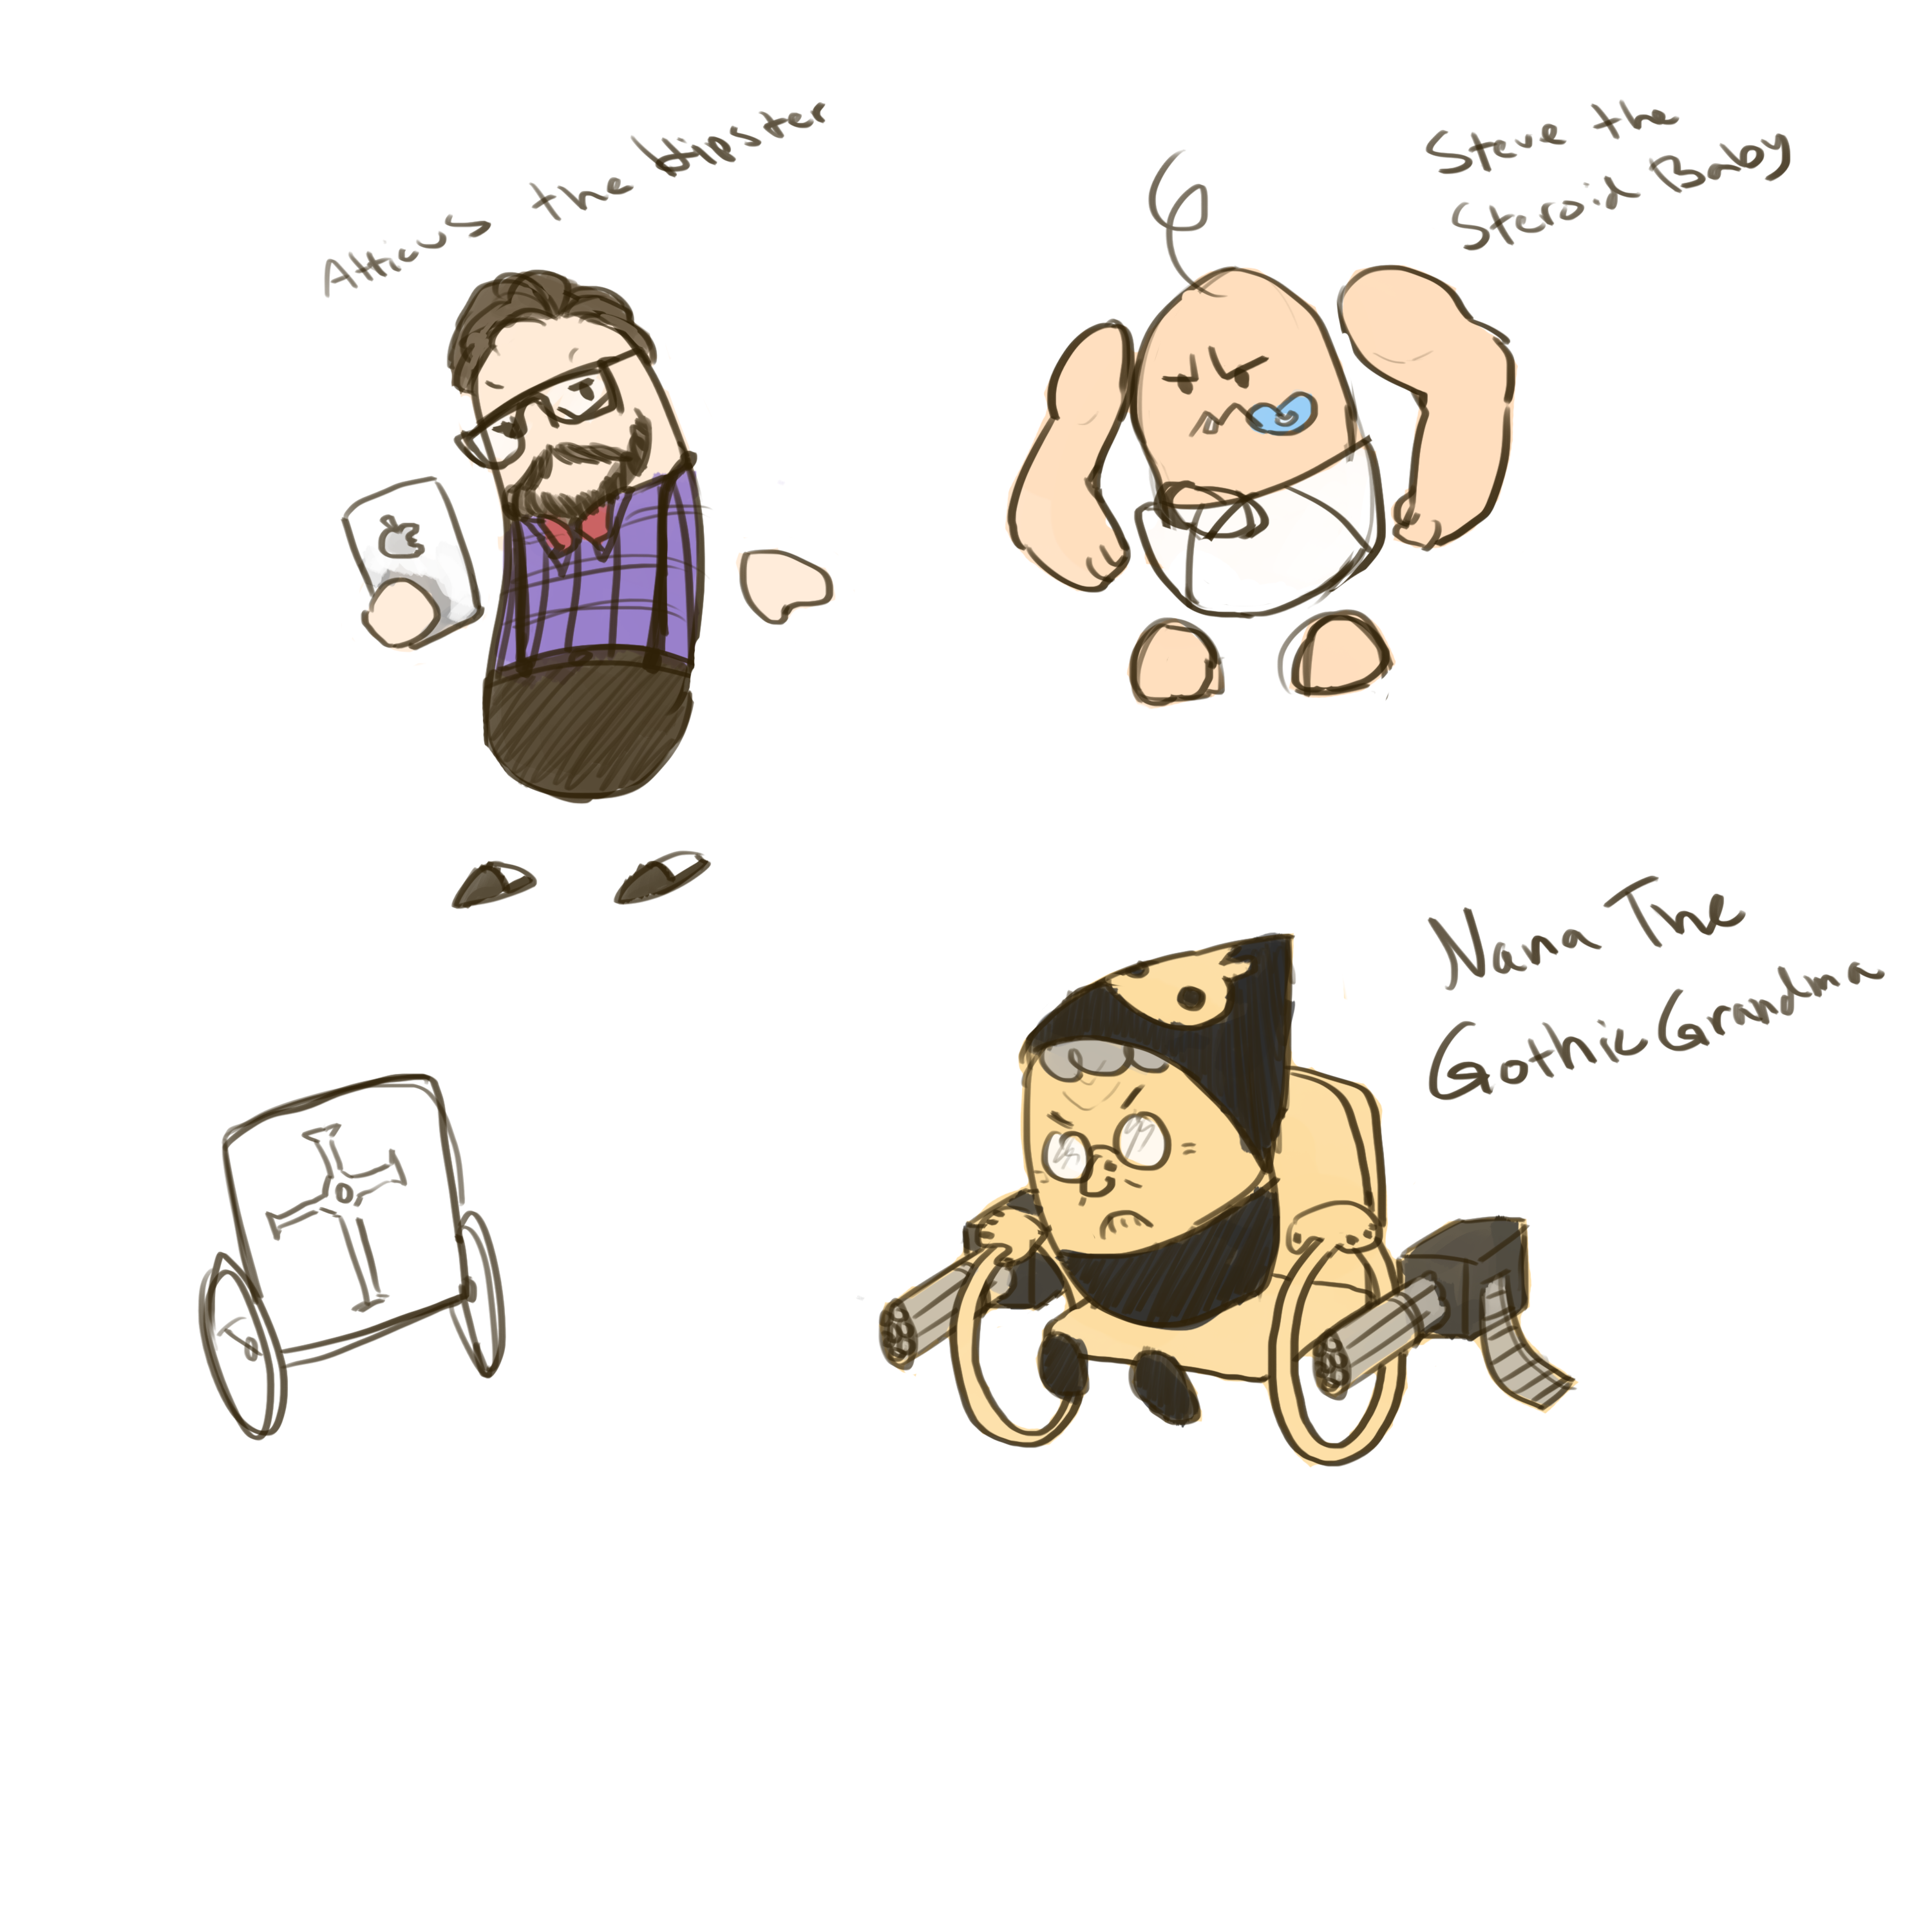 Atticus the Hipster
Steve the
Steroid Baby
Nana The
Gothic Grandma